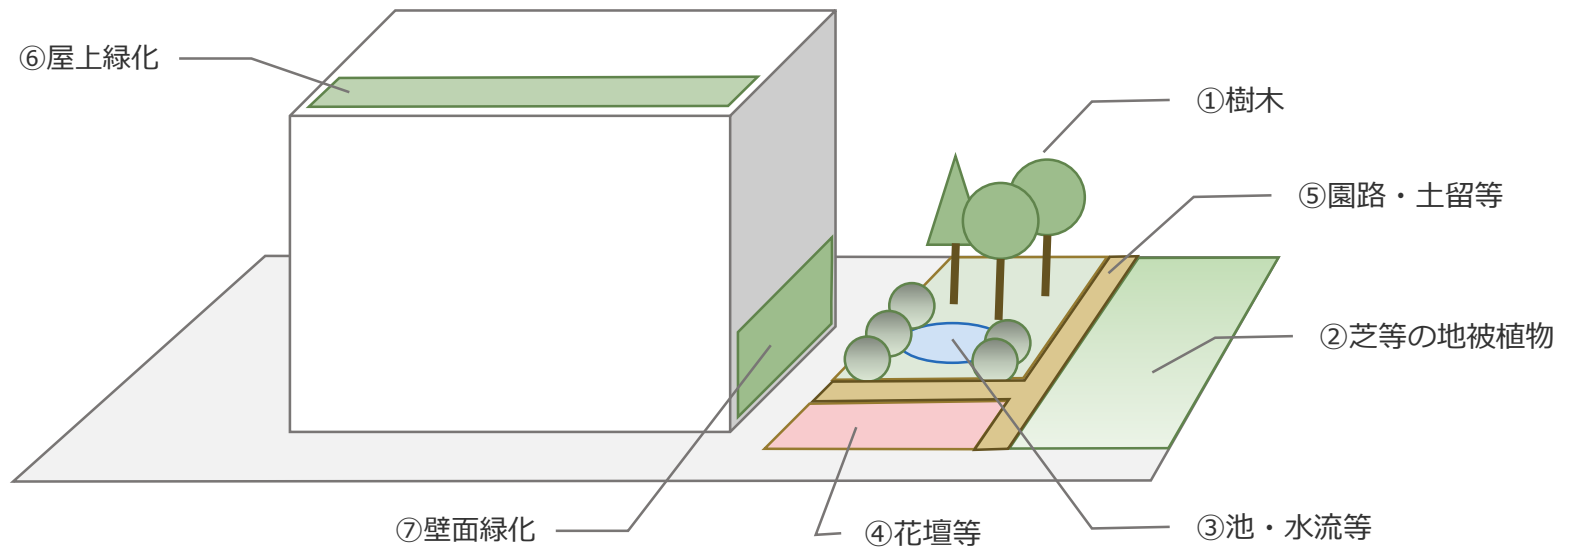 ⑥屋上緑化
①樹木
⑤園路・土留等
②芝等の地被植物
③池・水流等
④花壇等
⑦壁面緑化